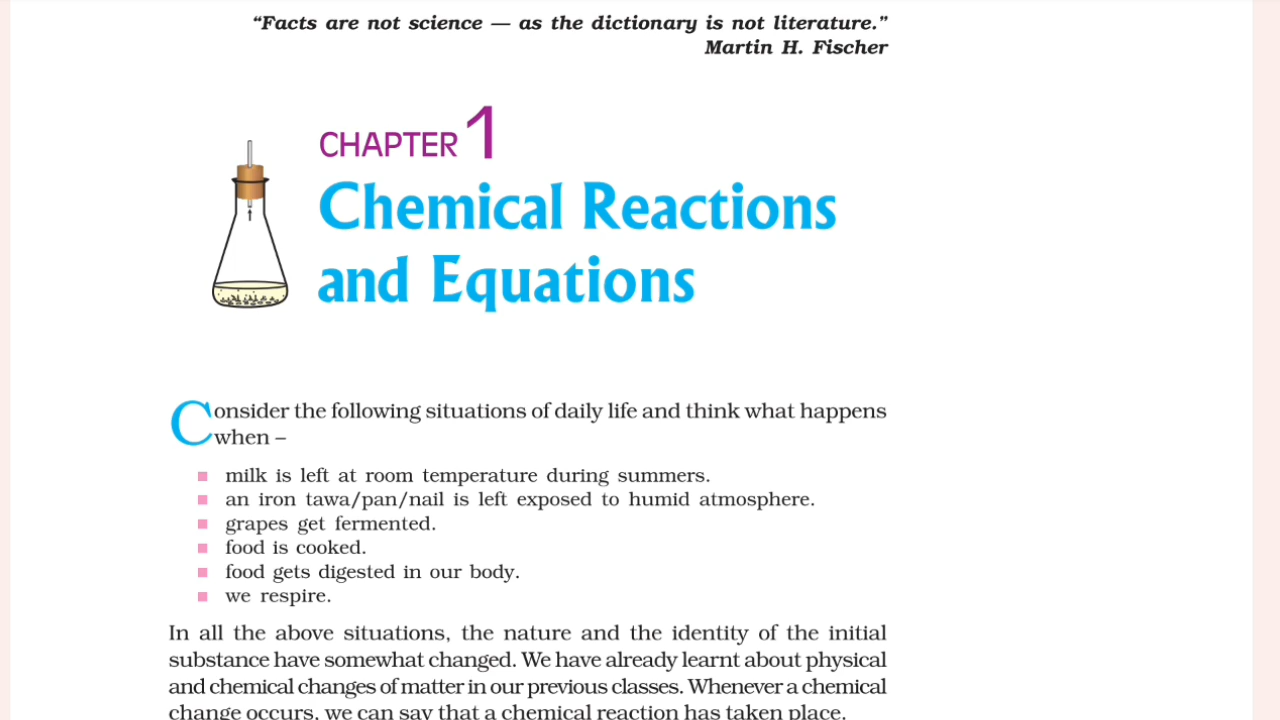 “Facts are not science — as the dictionary is not literature.”
Martin H. Fischer
CHAPTER 1
Chemical Reactions
and Equations
Consider the following situations of daily life and think what happens
when –
milk is left at room temperature during summers.
an iron tawa/pan/nail is left exposed to humid atmosphere.
grapes get fermented.
food is cooked.
food gets digested in our body.
we respire.
In all the above situations, the nature and the identity of the initial
substance have somewhat changed. We have already learnt about physical
and chemical changes of matter in our previous classes. Whenever a chemical
change occurs, we can say that a chemical reaction has taken place.